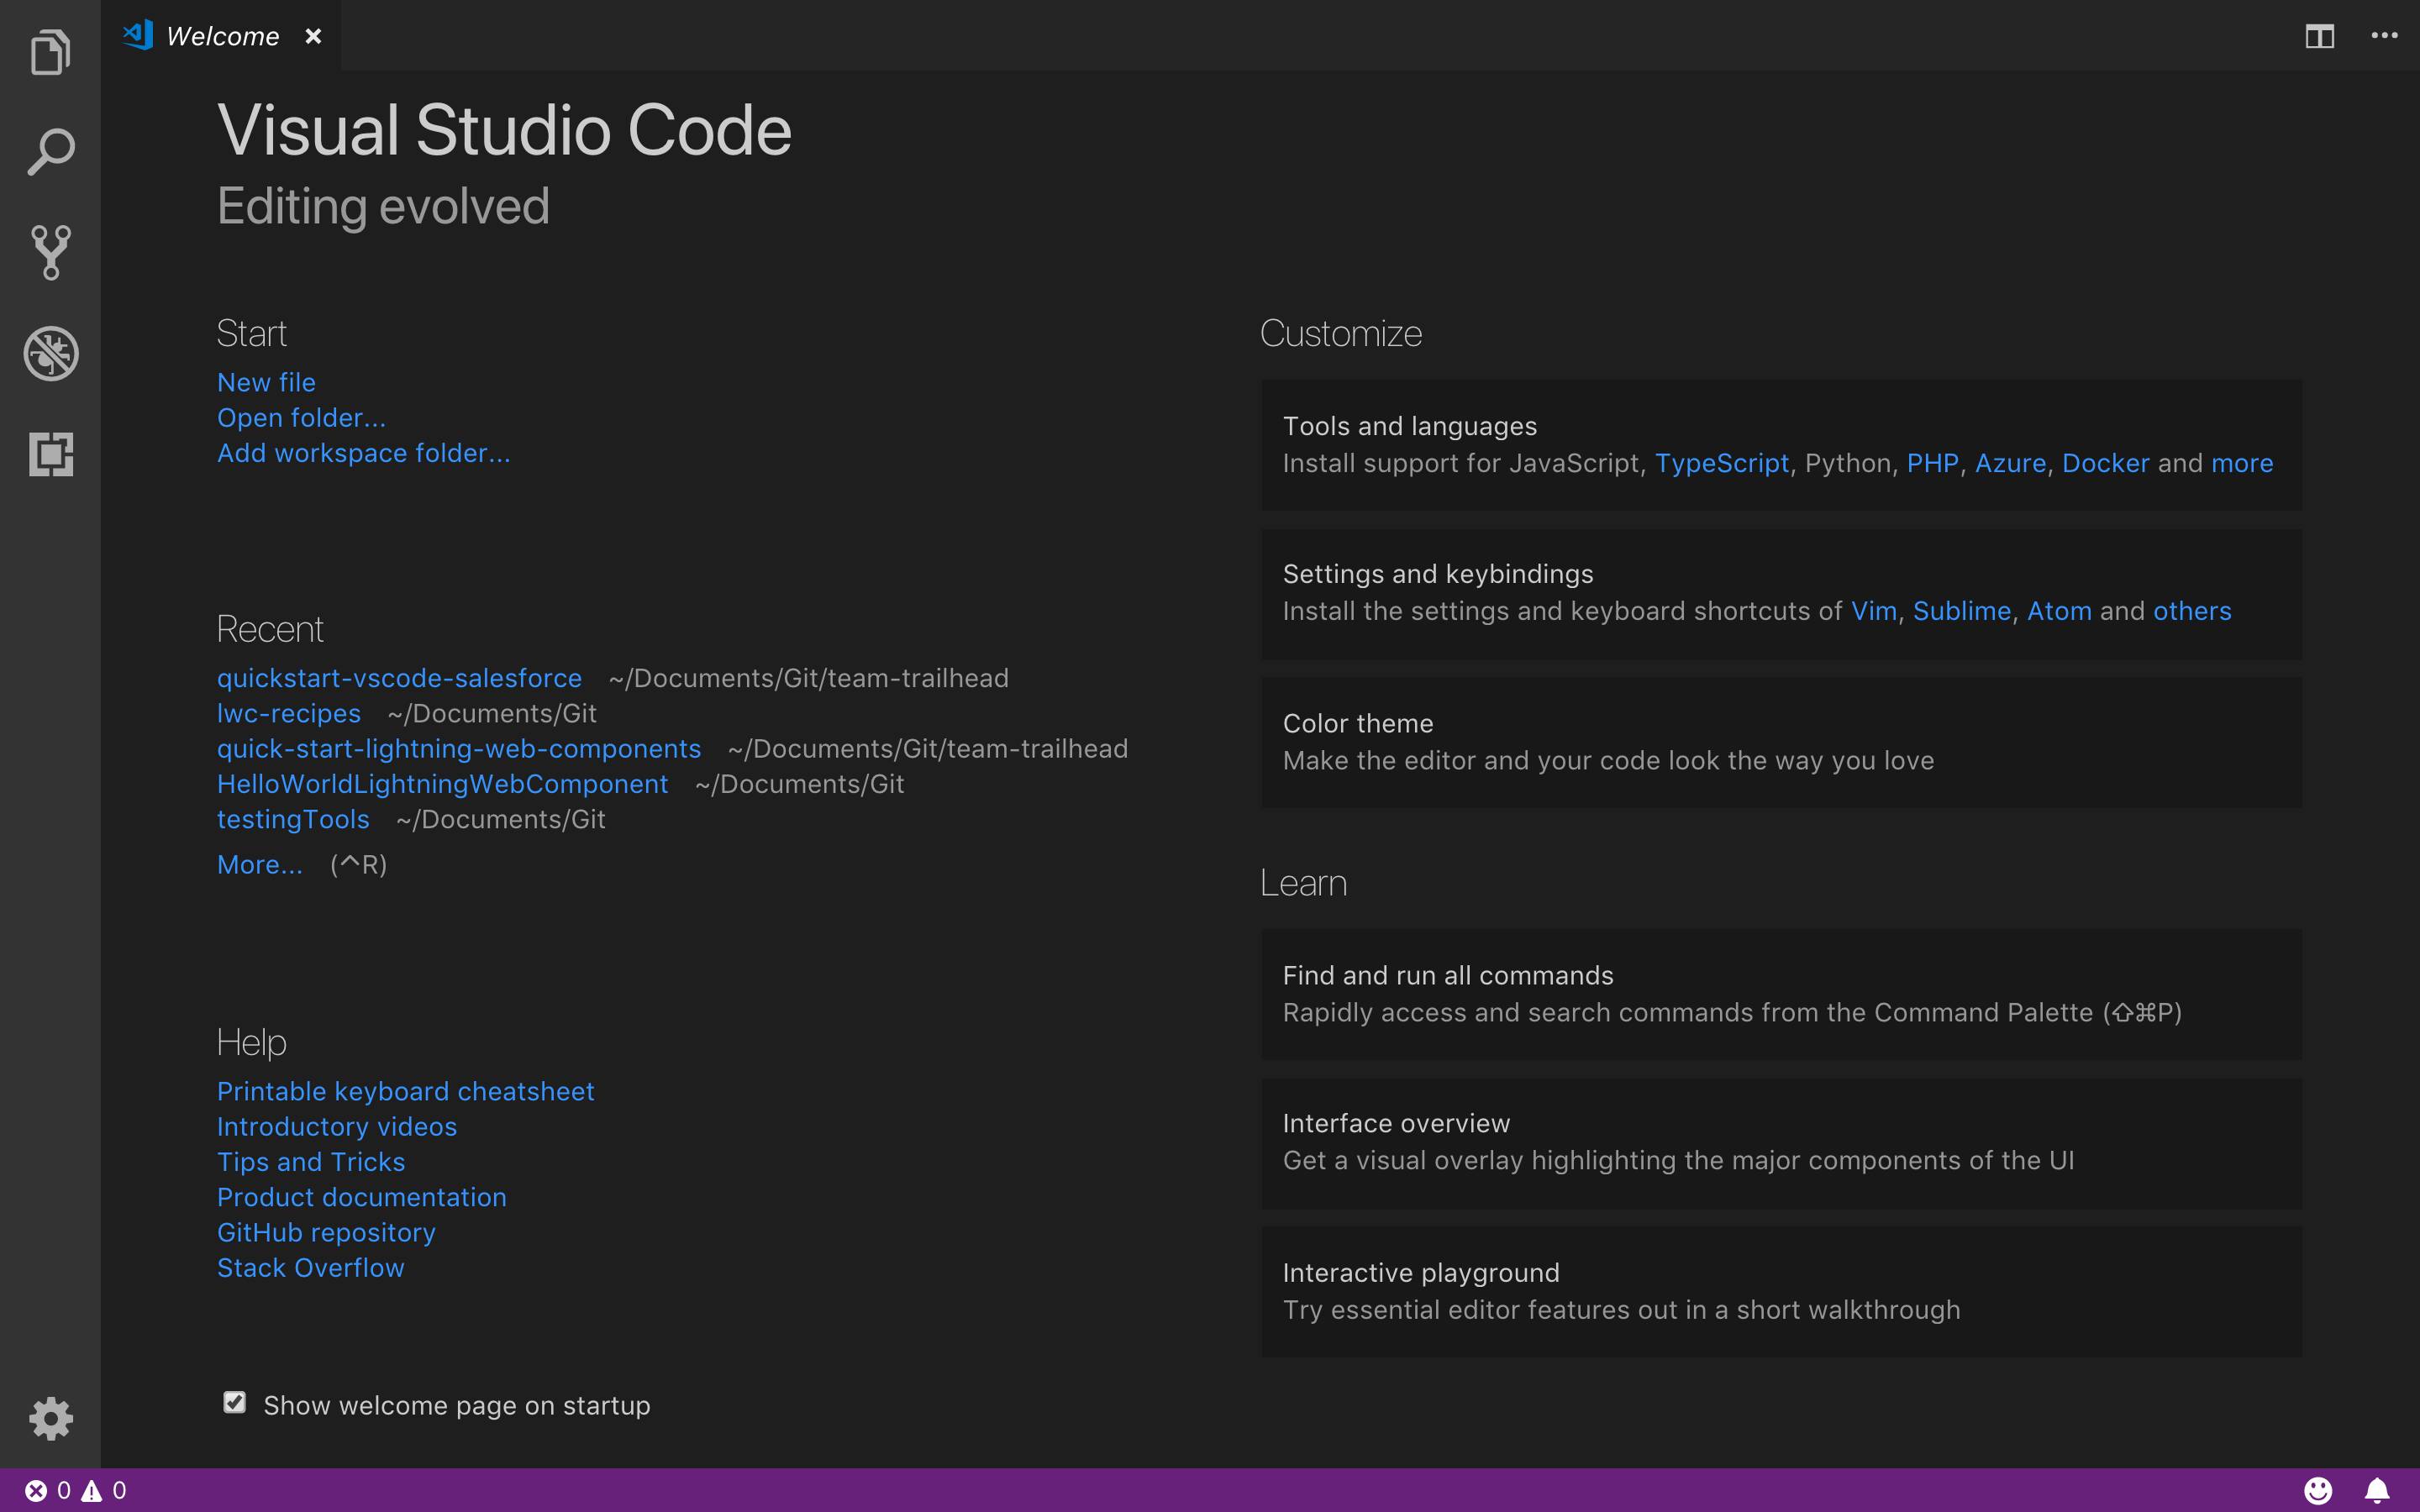 Welcome
Visual Studio Code
Editing evolved
Start
New file
Open folder...
Add workspace folder...
Recent
quickstart-vscode-salesforce ~/Documents/Git/team-trailhead
lwc-recipes ~/Documents/Git
quick-start-lightning-web-components ~/Documents/Git/team-trailhead
HelloWorldLightningWebComponent ~/Documents/Git
testingTools ~/Documents/Git
More... (^R)
Help
Printable keyboard cheatsheet
Introductory videos
Tips and Tricks
Product documentation
GitHub repository
Stack Overflow
Show welcome page on startup
Customize
Tools and languages
Install support for JavaScript, TypeScript, Python, PHP, Azure, Docker and more
Settings and keybindings
Install the settings and keyboard shortcuts of Vim, Sublime, Atom and others
Color theme
Make the editor and your code look the way you love
Learn
Find and run all commands
Rapidly access and search commands from the Command Palette (⇧⌘P)
Interface overview
Get a visual overlay highlighting the major components of the UI
Interactive playground
Try essential editor features out in a short walkthrough
0 0